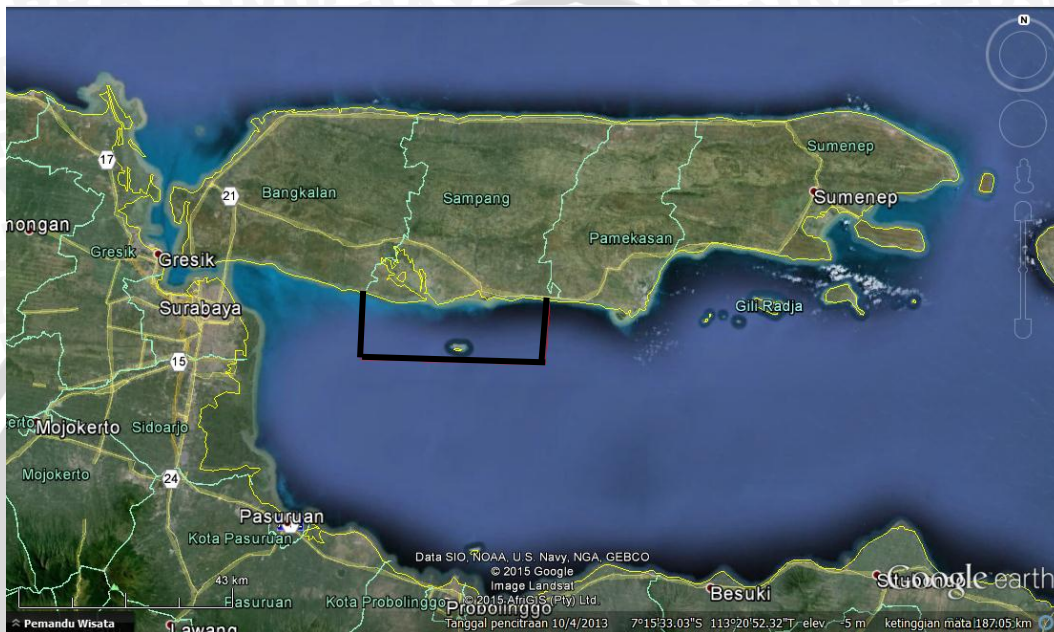 N
17
21
Bangkalan
Sampang
Sumenep
Sumenep
mongan
Gresik
Gresik
Pamekasan
Surabaya
Gili Radja
15
erto
Mojokerto
Sidoarjo
Mojokerto
24
Pasuruan
Kota Pasuruan
Data SIO, NOAA, U.S. Navy, NGA, GEBCO
© 2015 Google
Image Landsat
© 2015 AfriGIS (Pty) Ltd.
43 km
Pasuruan
Kota Probolinggo
Probolinggo
Besuki
Situbondo
Google earth
Lawang
Pemandu Wisata
Tanggal pencitraan 10/4/2013 7°15'33.03"S 113°20'52.32"T elev -5 m ketinggian mata 187.05 km